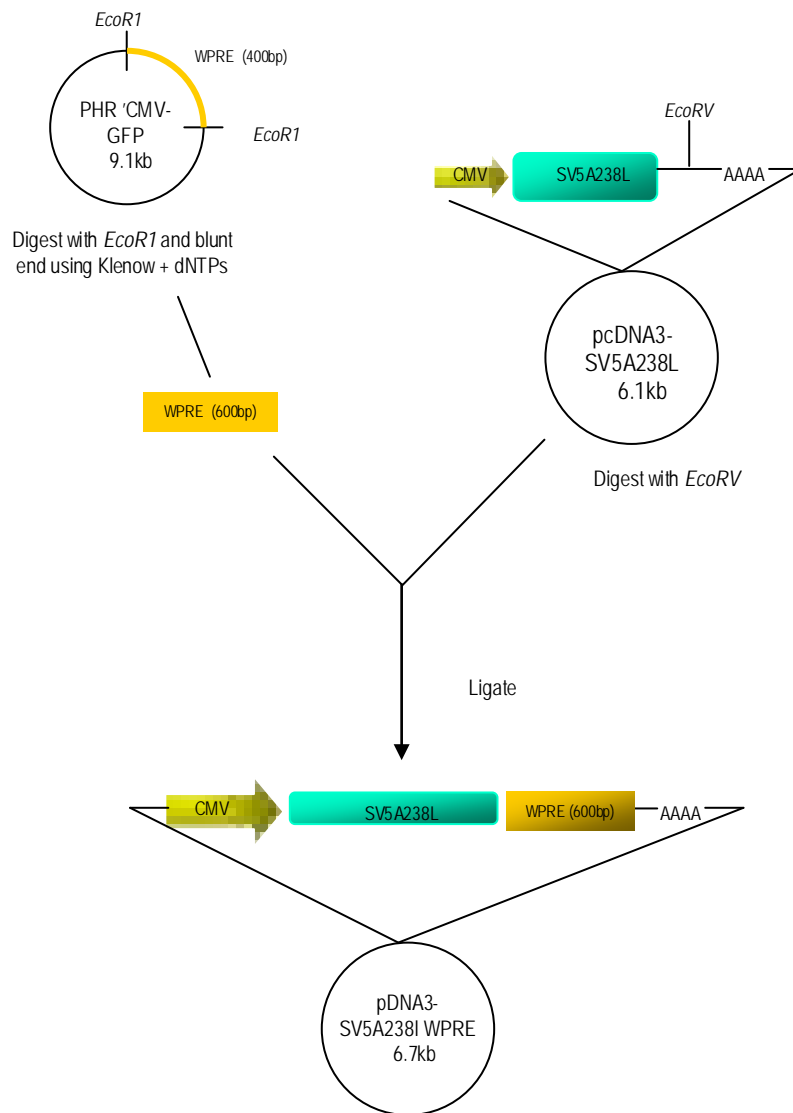 EcoR1
WPRE (400bp)
PHR 'CMV-
GFP
9.1kb
EcoR1
Digest with EcoR1 and blunt
end using Klenow + dNTPs
WPRE (600bp)
EcoRV
CMV
SV5A238L
AAAA
pcDNA3-
SV5A238L
6.1kb
Digest with EcoRV
Ligate
CMV
SV5A238L
WPRE (600bp)
AAAA
pDNA3-
SV5A238l WPRE
6.7kb